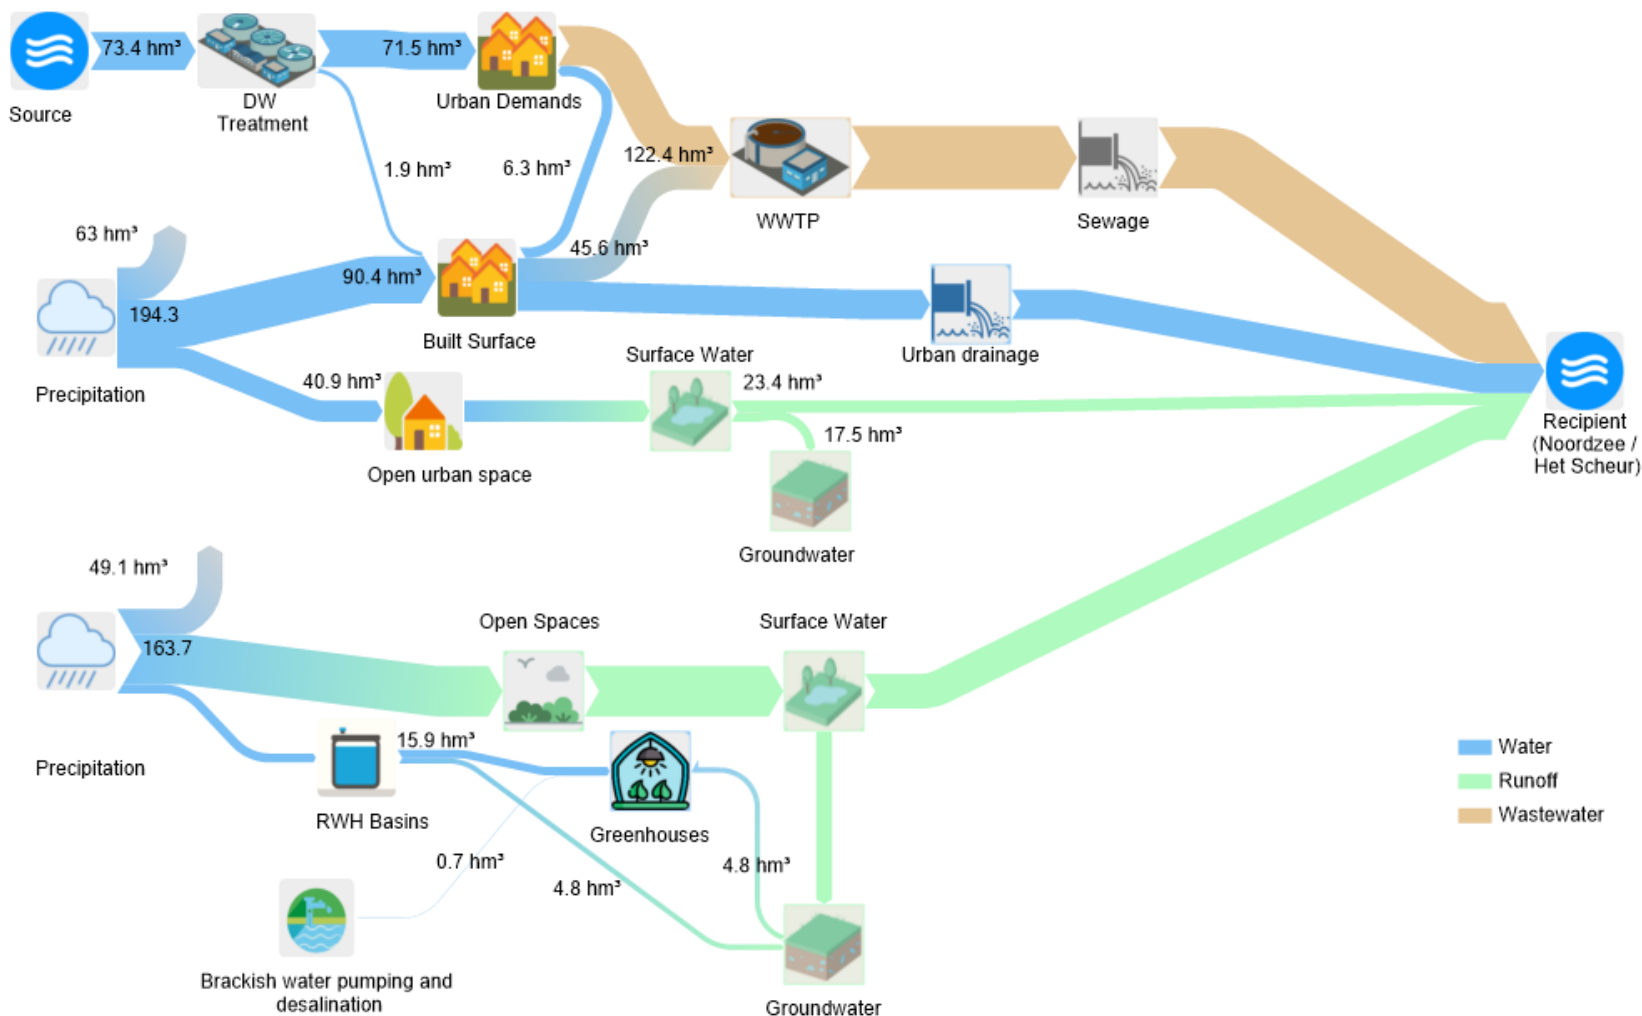 73.4 hm³
71.5 hm³
Source
DW
Treatment
Urban Demands
1.9 hm³
6.3 hm³
122.4 hm³
WWTP
Sewage
63 hm³
45.6 hm³
90.4 hm³
194.3
Built Surface
Urban drainage
Precipitation
Surface Water
40.9 hm³
23.4 hm³
Recipient
(Noordzee /
Het Scheur)
17.5 hm³
Open urban space
Groundwater
49.1 hm³
Open Spaces
Surface Water
163.7
15.9 hm³
Precipitation
RWH Basins
Greenhouses
0.7 hm³
4.8 hm³
4.8 hm³
Brackish water pumping and
desalination
Groundwater
Water
Runoff
Wastewater